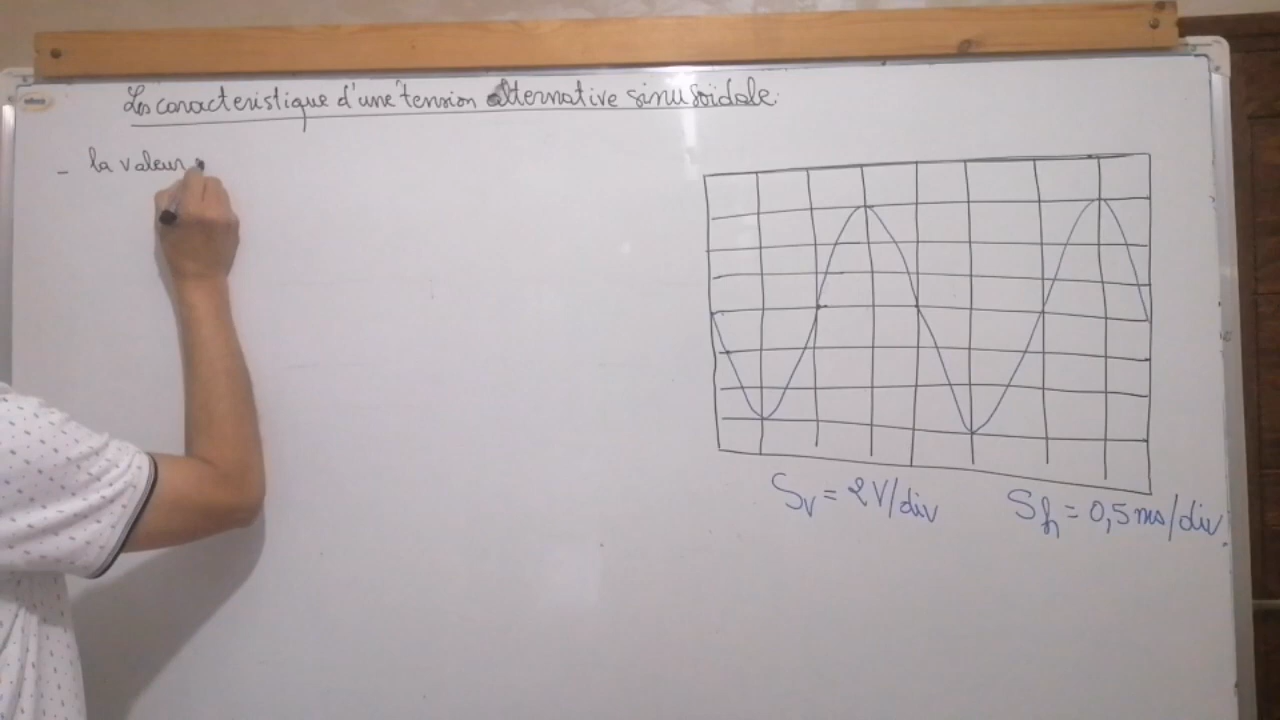 Les caracteristique d'une tension alternative sinusoidale:
- la valeur
Sv = 2V/div
Sh = 0,5ms/div